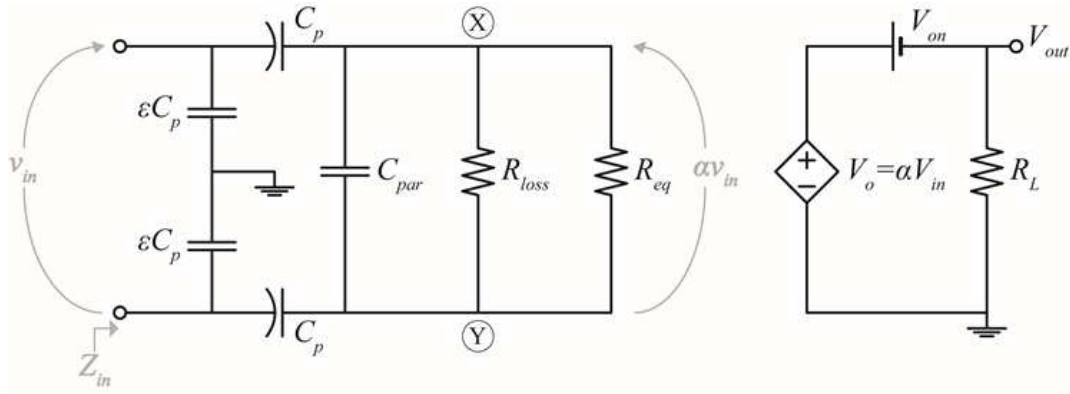 C_p
X
V_on
V_out
εC_p
v_in
C_par
R_loss
R_eq
αv_in
V_o=αV_in
R_L
εC_p
C_p
Y
Z_in